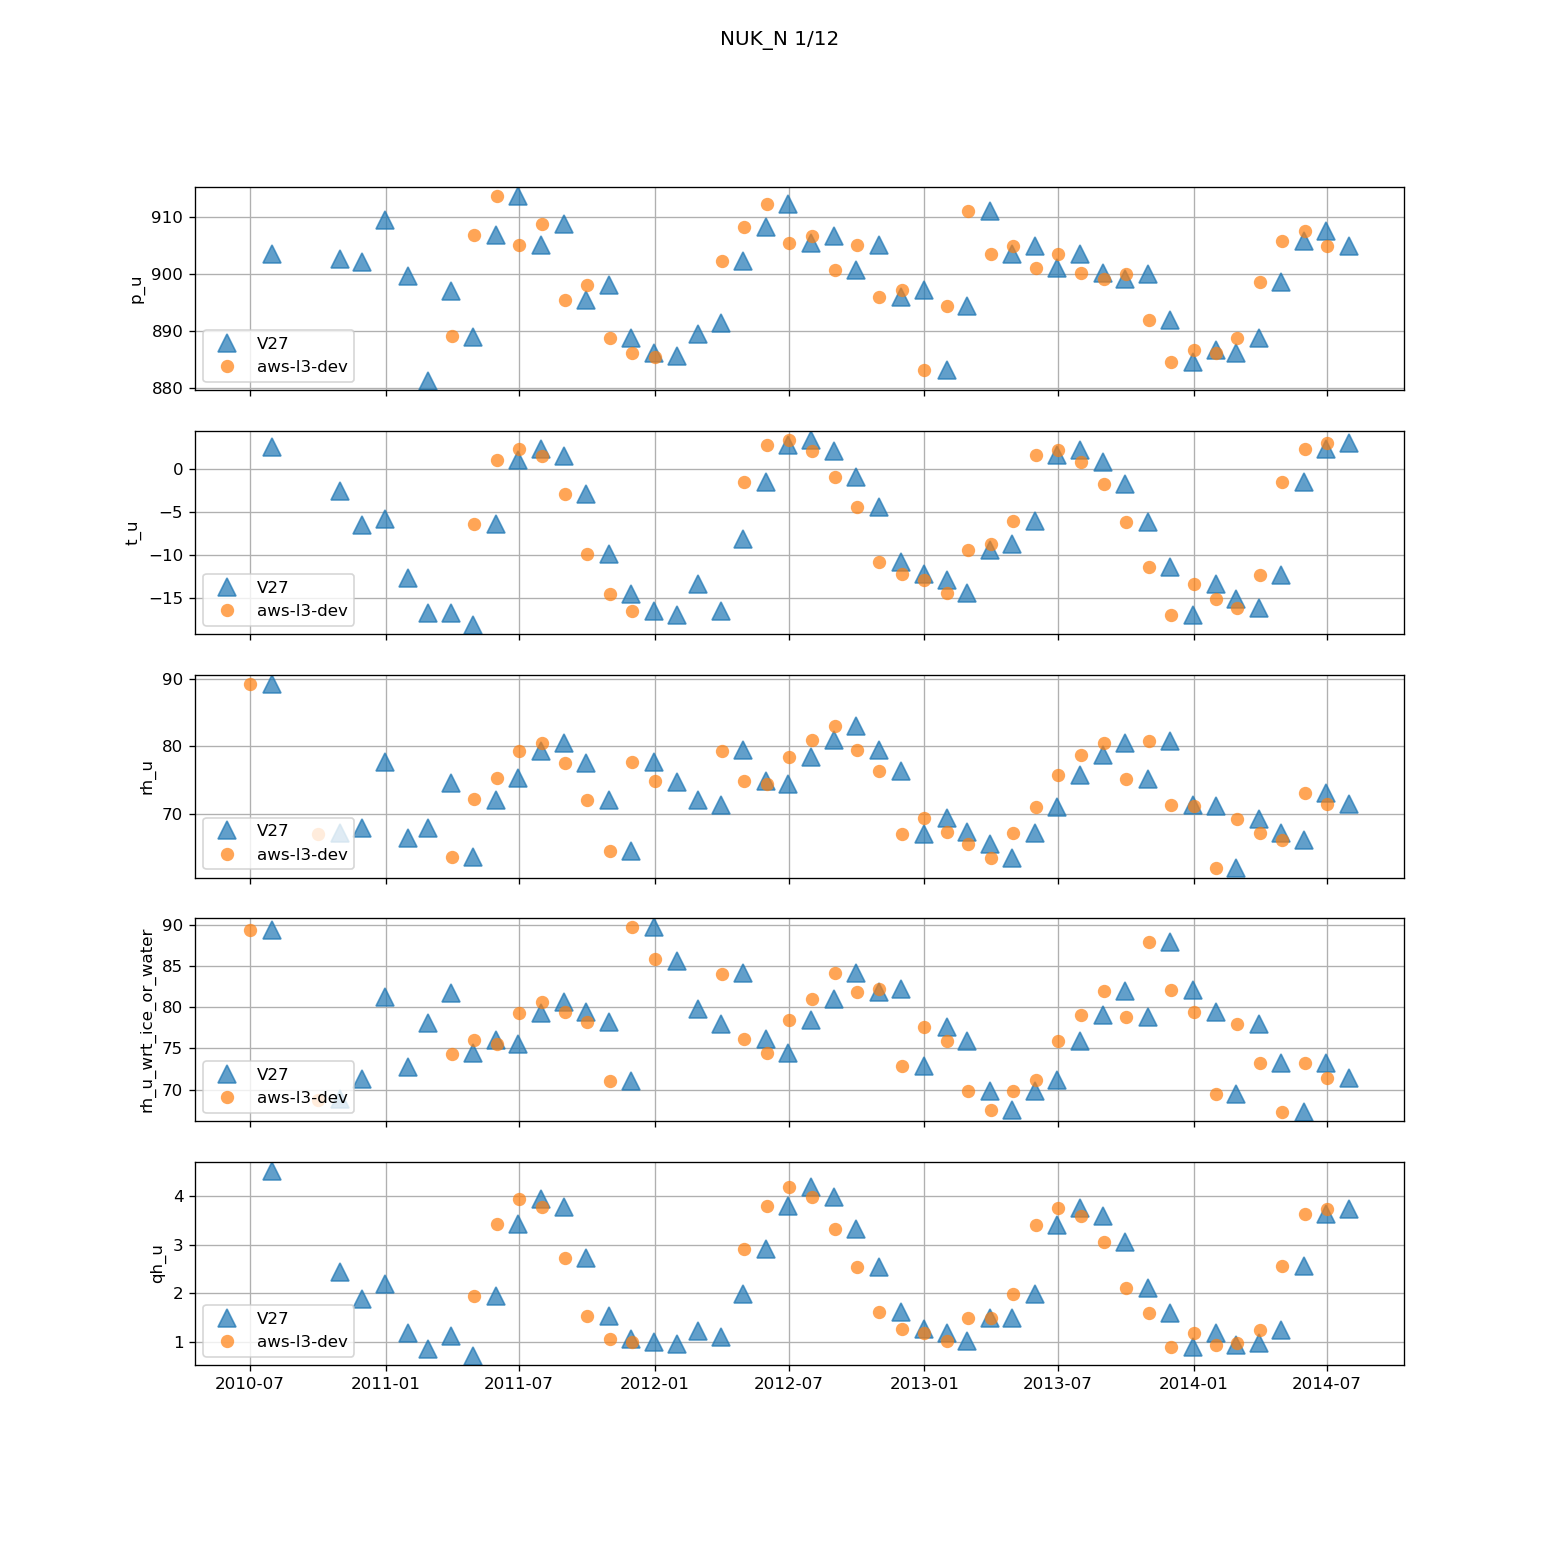 NUK_N 1/12
910
900
890
880
p_u
V27
aws-l3-dev
0
−5
−10
−15
t_u
V27
aws-l3-dev
90
80
70
rh_u
V27
aws-l3-dev
90
85
80
75
70
rh_u_wrt_ice_or_water
V27
aws-l3-dev
4
3
2
1
qh_u
V27
aws-l3-dev
2010-07 2011-01 2011-07 2012-01 2012-07 2013-01 2013-07 2014-01 2014-07